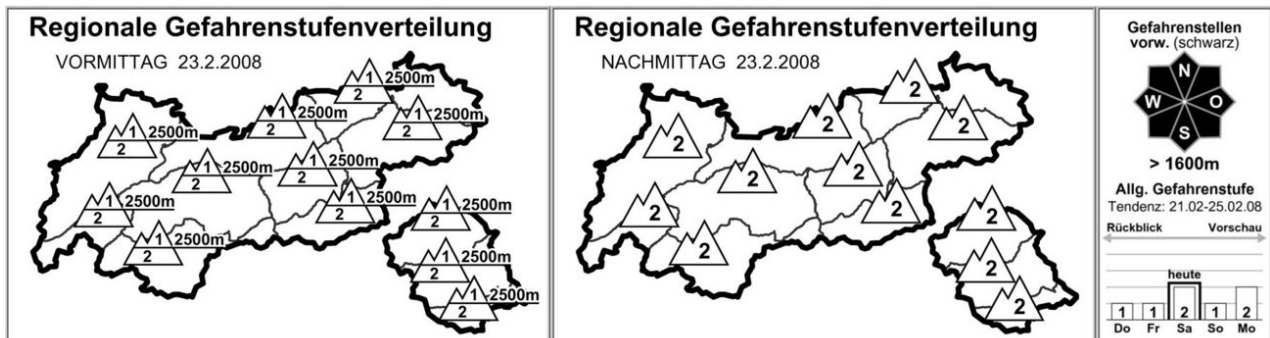 Regionale Gefahrenstufenverteilung
VORMITTAG 23.2.2008
1 2500m
2
1 2500m
2
1 2500m
2
1 2500m
2
1 2500m
2
1 2500m
2
1 2500m
2
1 2500m
2
1 2500m
2
1 2500m
2
1 2500m
2
1 2500m
2
Regionale Gefahrenstufenverteilung
NACHMITTAG 23.2.2008
2
2
2
2
2
2
2
2
2
2
2
2
Gefahrenstellen
vorw. (schwarz)
N
W O
S
> 1600m
Allg. Gefahrenstufe
Tendenz: 21.02-25.02.08
Rückblick Vorschau
heute
1 1 2 1 2
Do Fr Sa So Mo